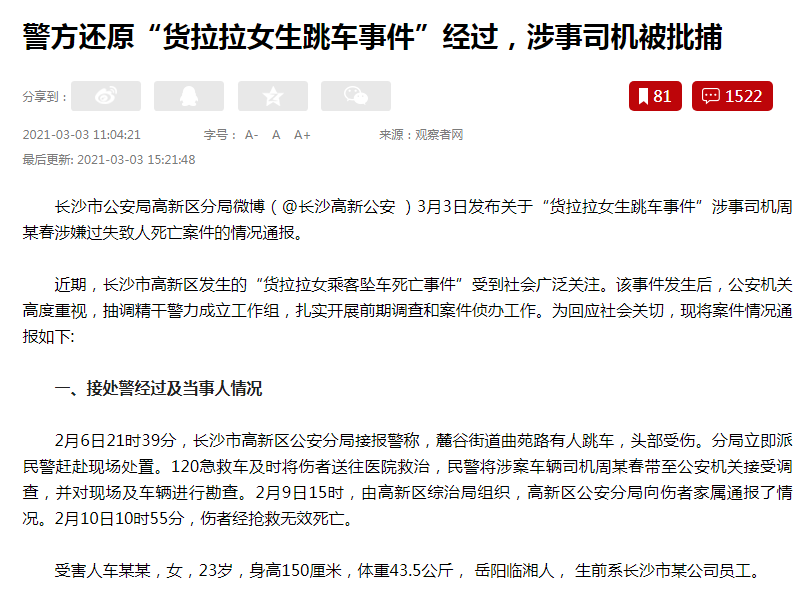 警方还原“货拉拉女生跳车事件”经过，涉事司机被批捕
分享到：
81
1522
2021-03-03 11:04:21 字号： A- A A+ 来源：观察者网
最后更新: 2021-03-03 15:21:48
长沙市公安局高新区分局微博（@长沙高新公安 ）3月3日发布关于“货拉拉女生跳车事件”涉事司机周
某春涉嫌过失致人死亡案件的情况通报。
近期，长沙市高新区发生的“货拉拉女乘客坠车死亡事件”受到社会广泛关注。该事件发生后，公安机关
高度重视，抽调精干警力成立工作组，扎实开展前期调查和案件侦办工作。为回应社会关切，现将案件情况通
报如下:
一、接处警经过及当事人情况
2月6日21时39分，长沙市高新区公安分局接报警称，麓谷街道曲苑路有人跳车，头部受伤。分局立即派
民警赶赴现场处置。120急救车及时将伤者送往医院救治，民警将涉案车辆司机周某春带至公安机关接受调
查，并对现场及车辆进行勘查。2月9日15时，由高新区综治局组织，高新区公安分局向伤者家属通报了情
况。2月10日10时55分，伤者经抢救无效死亡。
受害人车某某，女，23岁，身高150厘米，体重43.5公斤， 岳阳临湘人， 生前系长沙市某公司员工。